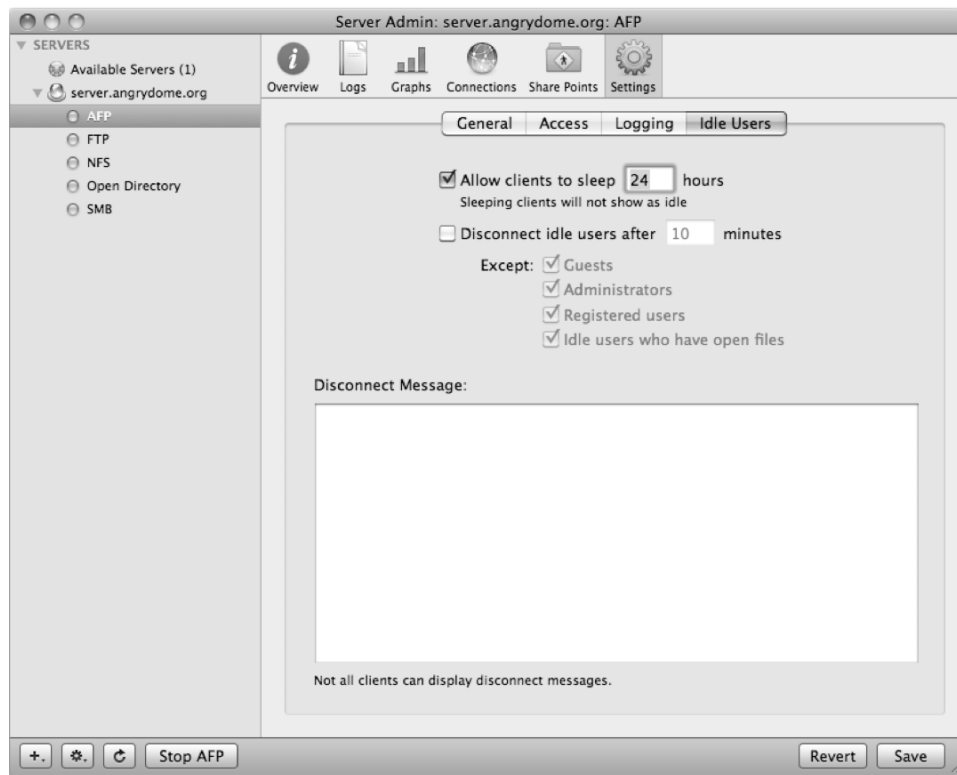 Server Admin: server.angrydome.org: AFP
SERVERS
Available Servers (1)
server.angrydome.org
AFP
FTP
NFS
Open Directory
SMB
Overview Logs Graphs Connections Share Points Settings
General Access Logging Idle Users
Allow clients to sleep 24 hours
Sleeping clients will not show as idle
Disconnect idle users after 10 minutes
Except: Guests
Administrators
Registered users
Idle users who have open files
Disconnect Message:
Not all clients can display disconnect messages.
Stop AFP Revert Save